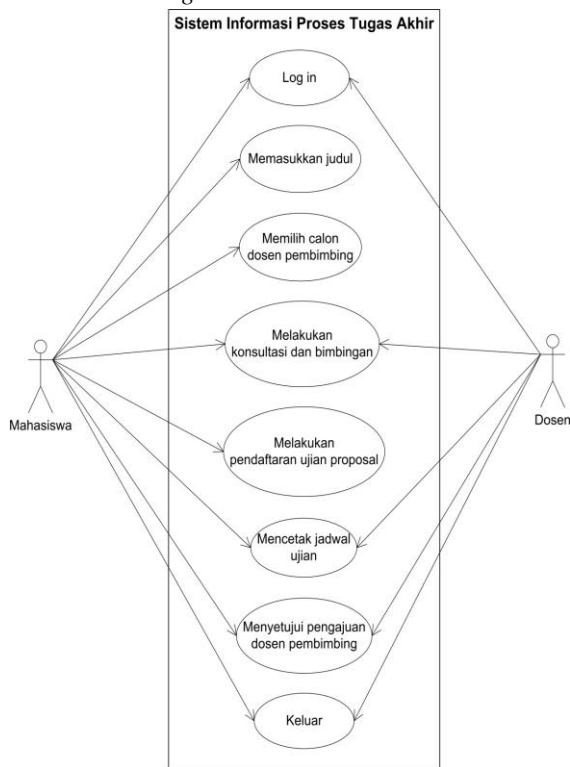 Sistem Informasi Proses Tugas Akhir
Log in
Memasukkan judul
Memilih calon
dosen pembimbing
Melakukan
konsultasi dan bimbingan
Mahasiswa
Dosen
Melakukan
pendaftaran ujian proposal
Mencetak jadwal
ujian
Menyetujui pengajuan
dosen pembimbing
Keluar